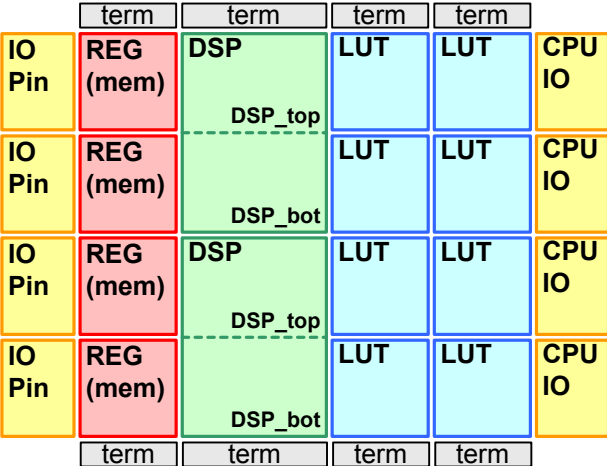 term term term term
IO REG DSP LUT LUT CPU
Pin (mem) IO
DSP_top
IO REG LUT LUT CPU
Pin (mem) IO
DSP_bot
IO REG DSP LUT LUT CPU
Pin (mem) IO
DSP_top
IO REG LUT LUT CPU
Pin (mem) IO
DSP_bot
term term term term